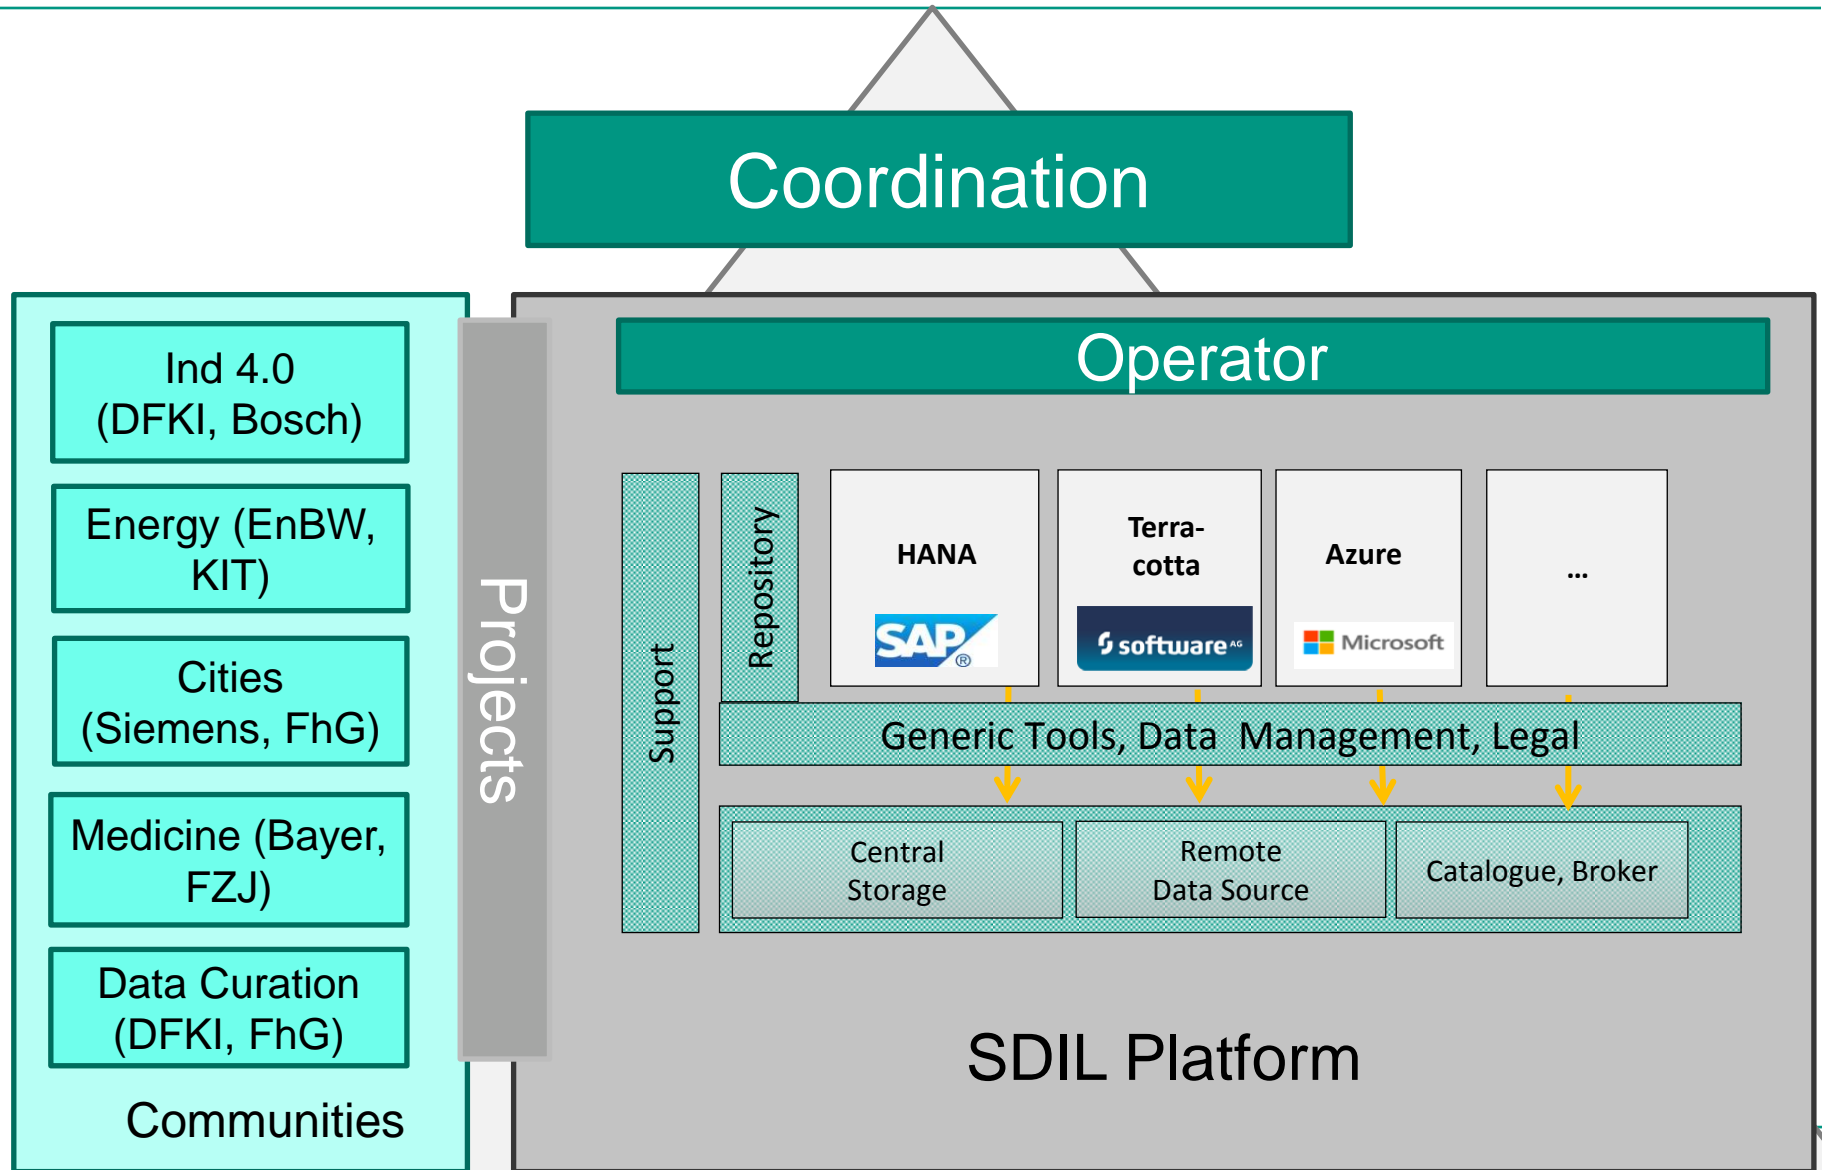 Coordination
Ind 4.0
(DFKI, Bosch)
Energy (EnBW,
KIT)
Cities
(Siemens, FhG)
Medicine (Bayer,
FZJ)
Data Curation
(DFKI, FhG)
Communities
Projects
Operator
Support
Repository
HANA
SAP®
Terra-
cotta
software AG
Azure
Microsoft
...
Generic Tools, Data Management, Legal
Central
Storage
Remote
Data Source
Catalogue, Broker
SDIL Platform